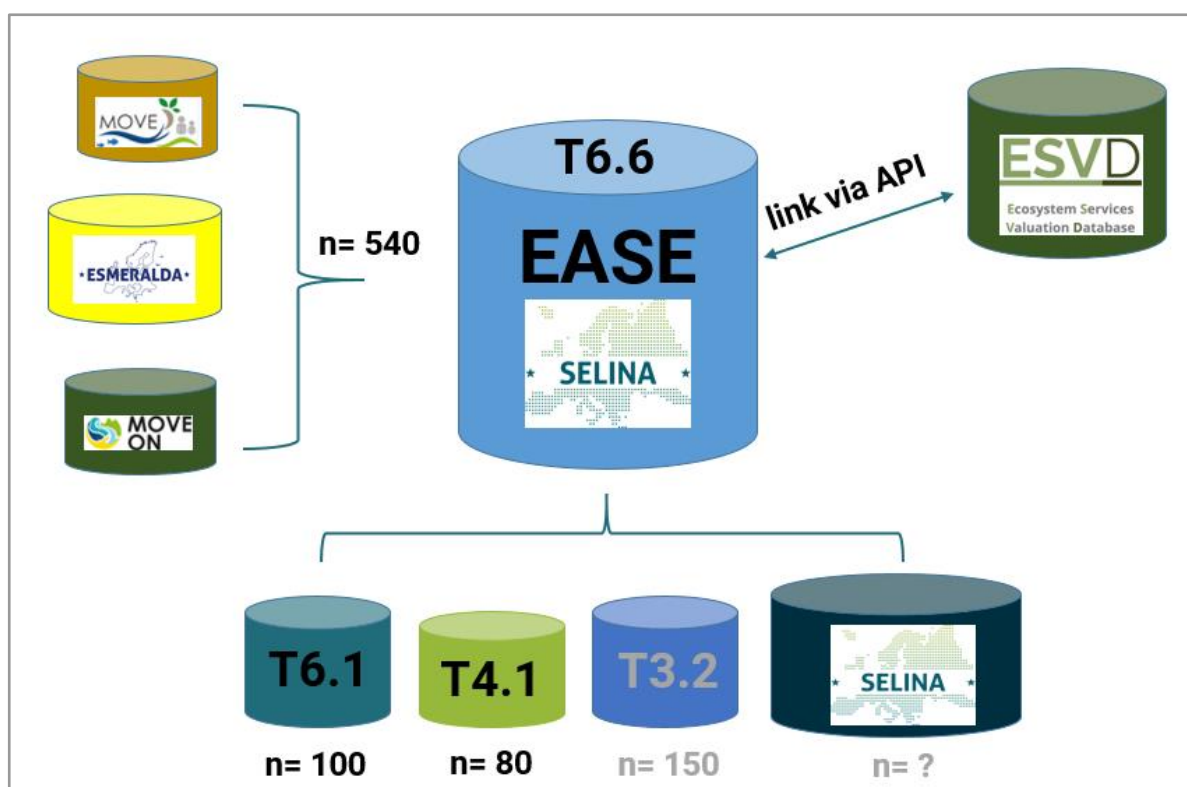 MOVE
ESMERALDA
MOVE
ON
n= 540
T6.6
EASE
SELINA
link via API
ESVD
Ecosystem Services
Valuation Database
T6.1
T4.1
T3.2
SELINA
n= 100
n= 80
n= 150
n= ?